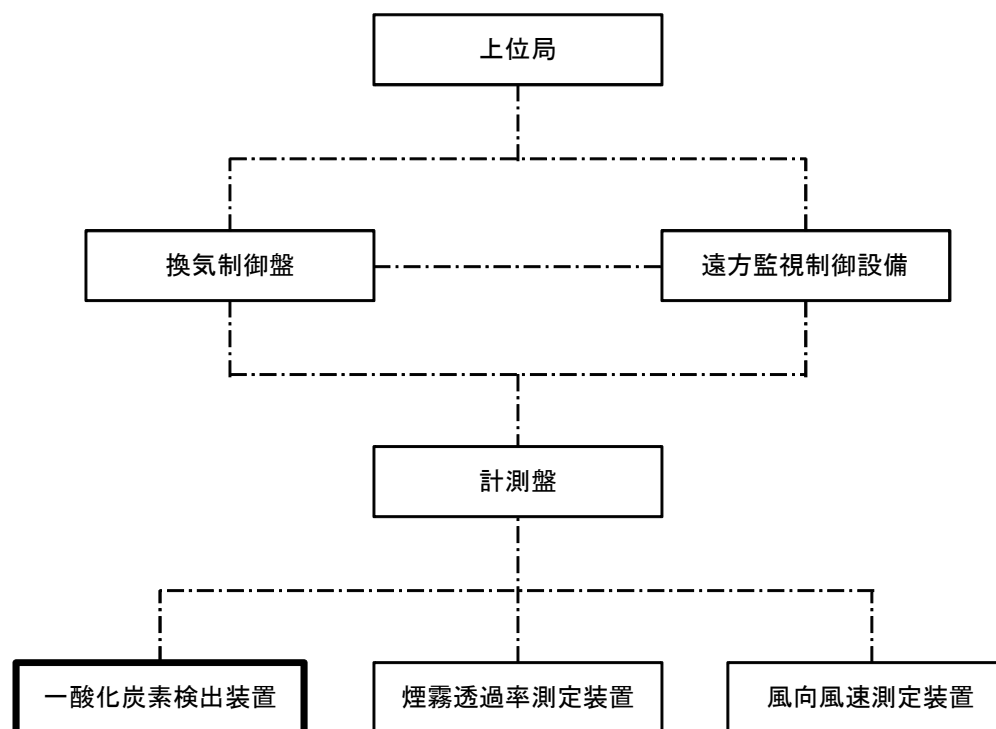 上位局
換気制御盤
遠方監視制御設備
計測盤
一酸化炭素検出装置
煙霧透過率測定装置
風向風速測定装置